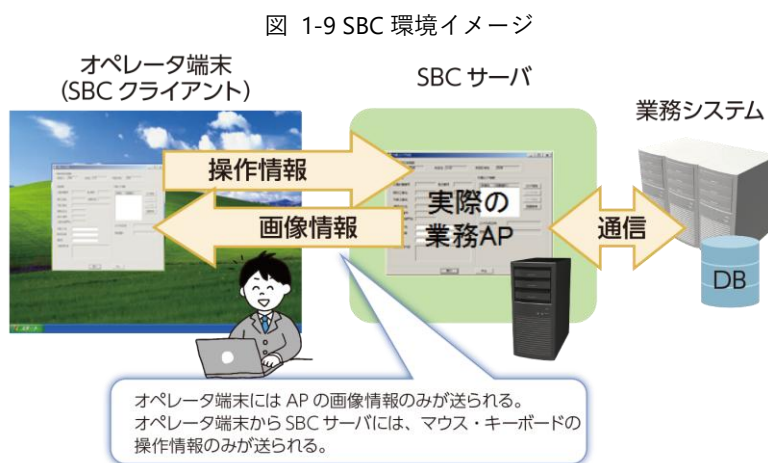 図 1-9 SBC 環境イメージ
オペレータ端末
(SBC クライアント)
SBC サーバ
業務システム
操作情報
画像情報
実際の
業務AP
通信
DB
オペレータ端末には AP の画像情報のみが送られる。
オペレータ端末から SBC サーバには、マウス・キーボードの
操作情報のみが送られる。